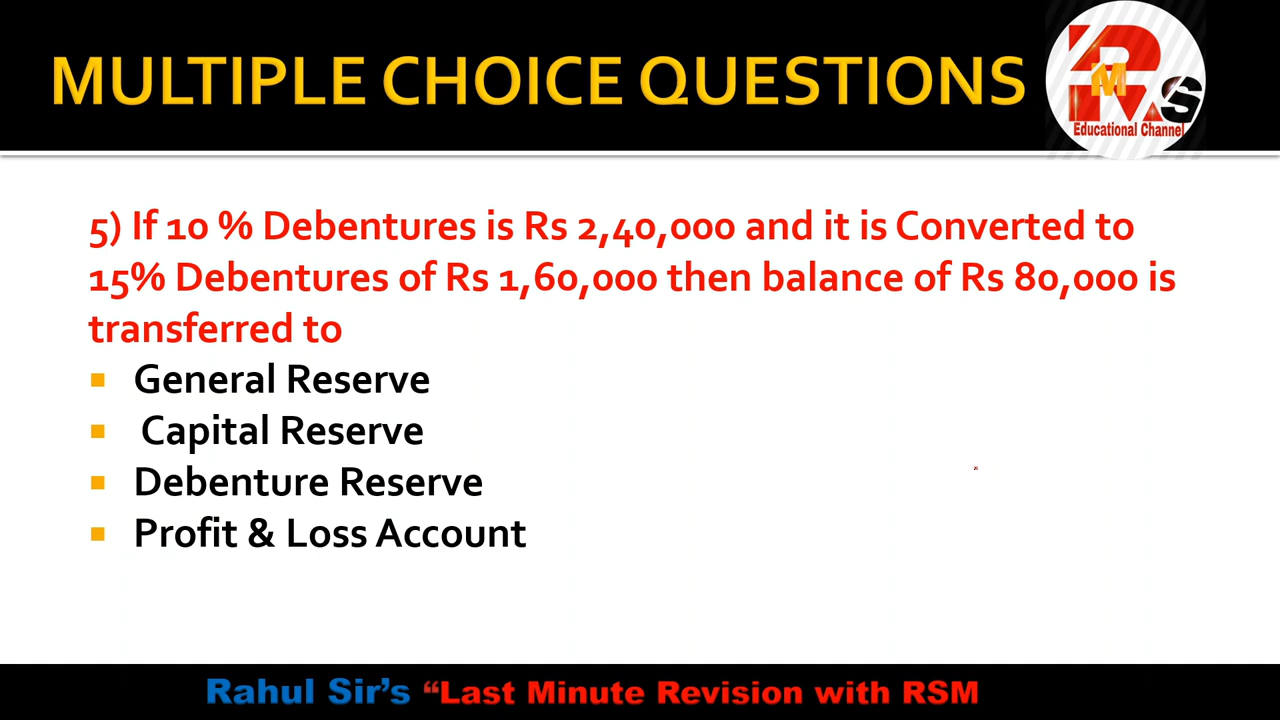 MULTIPLE CHOICE QUESTIONS
RM's
Educational Channel
5) If 10 % Debentures is Rs 2,40,000 and it is Converted to
15% Debentures of Rs 1,60,000 then balance of Rs 80,000 is
transferred to
General Reserve
Capital Reserve
Debenture Reserve
Profit & Loss Account
Rahul Sir's “Last Minute Revision with RSM